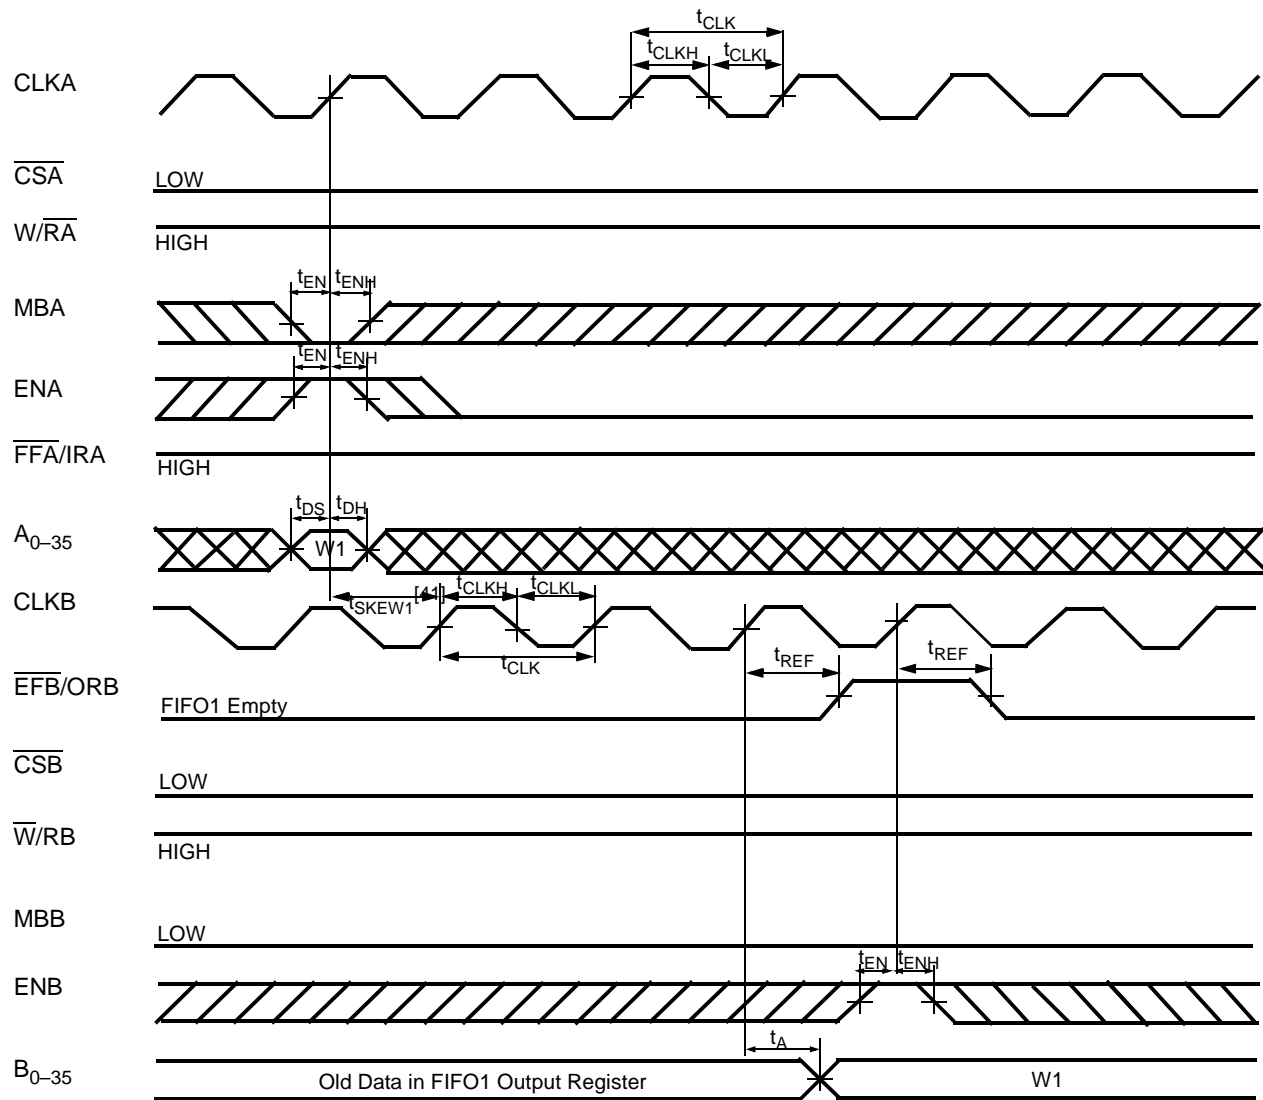 tCLK
tCLKH tCLKL
CLKA
CSA LOW
W/RA HIGH
tEN tENH
MBA
tEN tENH
ENA
FFA/IRA HIGH
tDS tDH
A0–35 W1
CLKB tSKEW1[41] tCLKH tCLKL
tCLK tREF tREF
EFB/ORB FIFO1 Empty
CSB LOW
W/RB HIGH
MBB LOW
tEN tENH
ENB
tA
B0–35 Old Data in FIFO1 Output Register W1